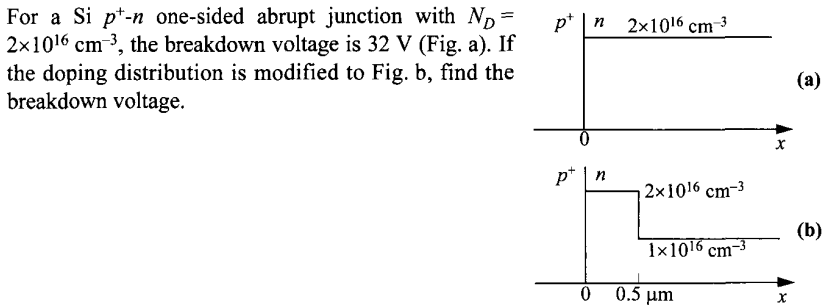 For a Si p⁺-n one-sided abrupt junction with N_D =
2×10¹⁶ cm⁻³, the breakdown voltage is 32 V (Fig. a). If
the doping distribution is modified to Fig. b, find the
breakdown voltage.
p⁺ n 2×10¹⁶ cm⁻³
(a)
0 x
p⁺ n
2×10¹⁶ cm⁻³
(b)
1×10¹⁶ cm⁻³
0 0.5 μm x